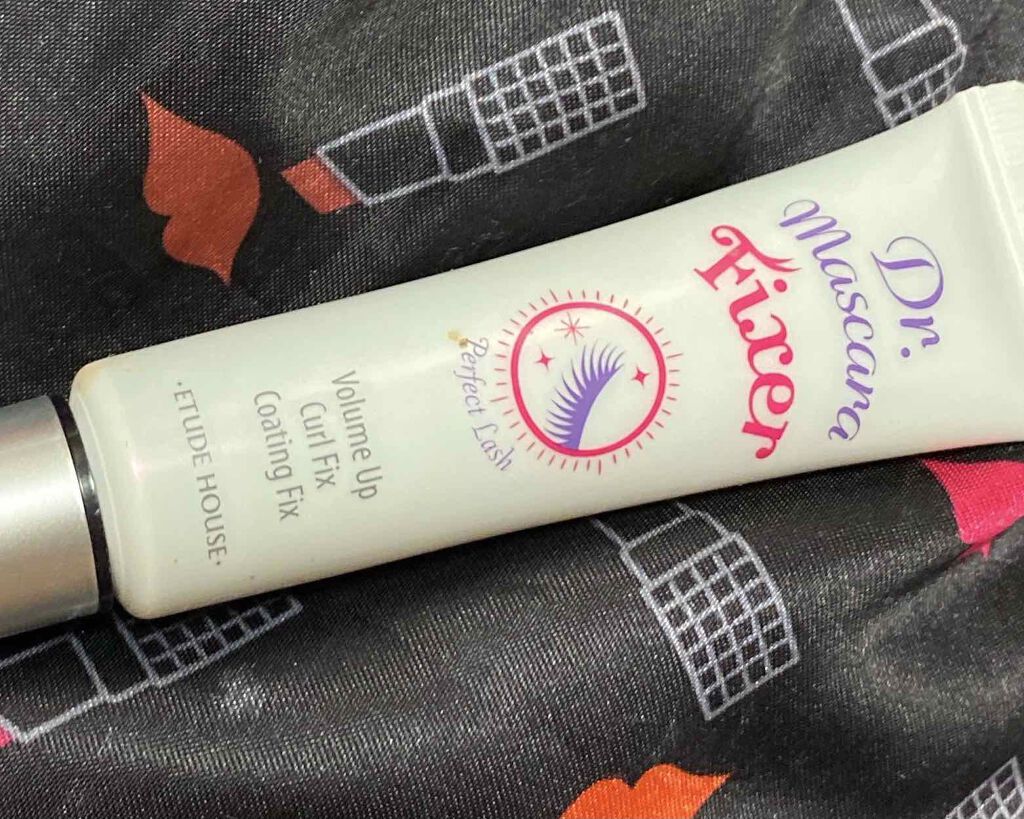 Dr.
Mascara
Fixer
Perfect Lash
Volume Up
Curl Fix
Coating Fix
·ETUDE HOUSE·